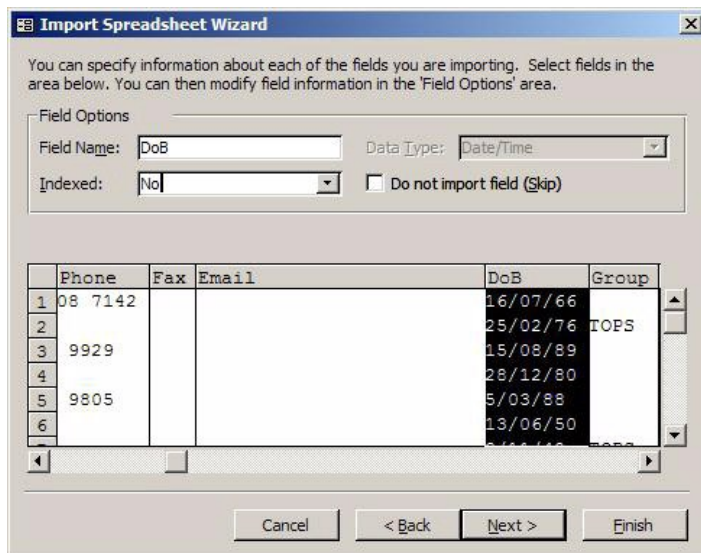 Import Spreadsheet Wizard
You can specify information about each of the fields you are importing. Select fields in the
area below. You can then modify field information in the 'Field Options' area.
Field Options
Field Name: DoB Data Type: Date/Time
Indexed: No Do not import field (Skip)
Phone Fax Email DoB Group
1 08 7142 16/07/66
2 25/02/76 TOPS
3 9929 15/08/89
4 28/12/80
5 9805 5/03/88
6 13/06/50
Cancel < Back Next > Finish